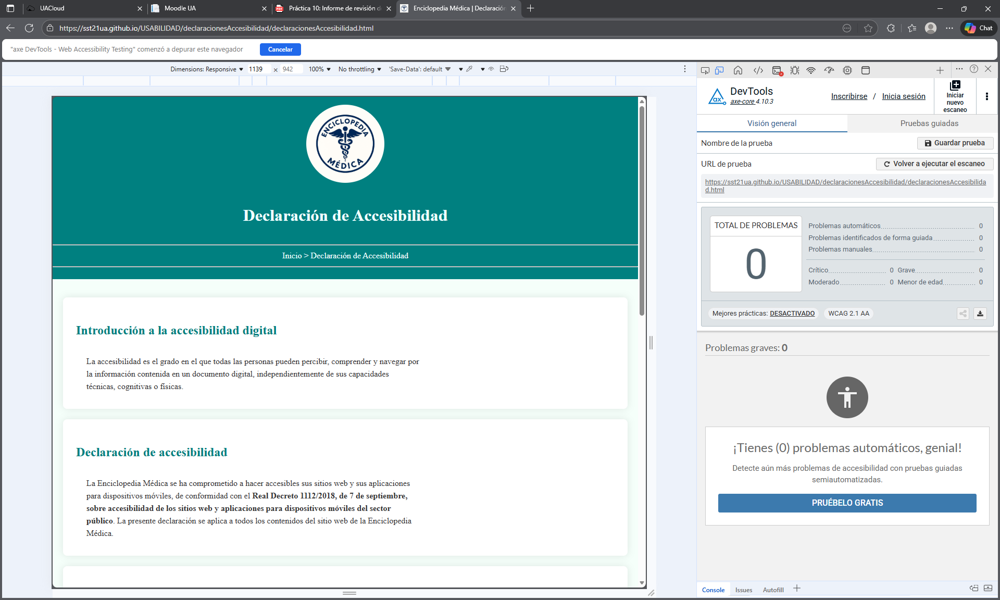 UACloud
Moodle UA
Práctica 10: Informe de revisión d
Enciclopedia Médica | Declaración
https://sst21ua.github.io/USABILIDAD/declaracionesAccesibilidad/declaracionesAccesibilidad.html
Chat
"axe DevTools - Web Accessibility Testing" comenzó a depurar este navegador
Cancelar
Dimensions: Responsive 1139 × 942 100% No throttling 'Save-Data': default
ENCICLOPEDIA
MÉDICA
Declaración de Accesibilidad
Inicio > Declaración de Accesibilidad
Introducción a la accesibilidad digital
La accesibilidad es el grado en el que todas las personas pueden percibir, comprender y navegar por
la información contenida en un documento digital, independientemente de sus capacidades
técnicas, cognitivas o físicas.
Declaración de accesibilidad
La Enciclopedia Médica se ha comprometido a hacer accesibles sus sitios web y sus aplicaciones
para dispositivos móviles, de conformidad con el Real Decreto 1112/2018, de 7 de septiembre,
sobre accesibilidad de los sitios web y aplicaciones para dispositivos móviles del sector
público. La presente declaración se aplica a todos los contenidos del sitio web de la Enciclopedia
Médica.
ax
DevTools
axe-core 4.10.3
Inscribirse / Inicia sesión
Iniciar
nuevo
escaneo
Visión general
Pruebas guiadas
Nombre de la prueba
Guardar prueba
URL de prueba
Volver a ejecutar el escaneo
https://sst21ua.github.io/USABILIDAD/declaracionesAccesibilidad/declaracionesAccesibilida
d.html
TOTAL DE PROBLEMAS
0
Problemas automáticos 0
Problemas identificados de forma guiada 0
Problemas manuales 0
Crítico 0 Grave 0
Moderado 0 Menor de edad 0
Mejores prácticas: DESACTIVADO
WCAG 2.1 AA
Problemas graves: 0
¡Tienes (0) problemas automáticos, genial!
Detecte aún más problemas de accesibilidad con pruebas guiadas
semiautomatizadas.
PRUÉBELO GRATIS
Console
Issues
Autofill